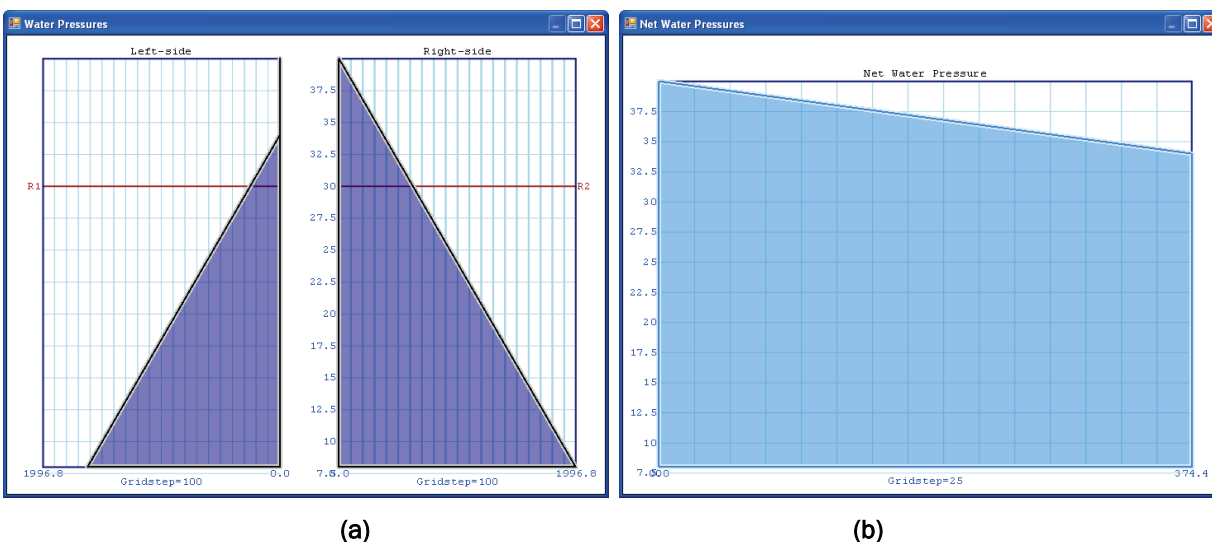 Water Pressures
Left-side
Right-side
37.5
35
32.5
R1
30
R2
27.5
25
22.5
20
17.5
15
12.5
10
1996.8
0.0
1996.8
Gridstep=100
Gridstep=100
(a)
Net Water Pressures
Net Water Pressure
37.5
35
32.5
30
27.5
25
22.5
20
17.5
15
12.5
10
374.4
Gridstep=25
(b)